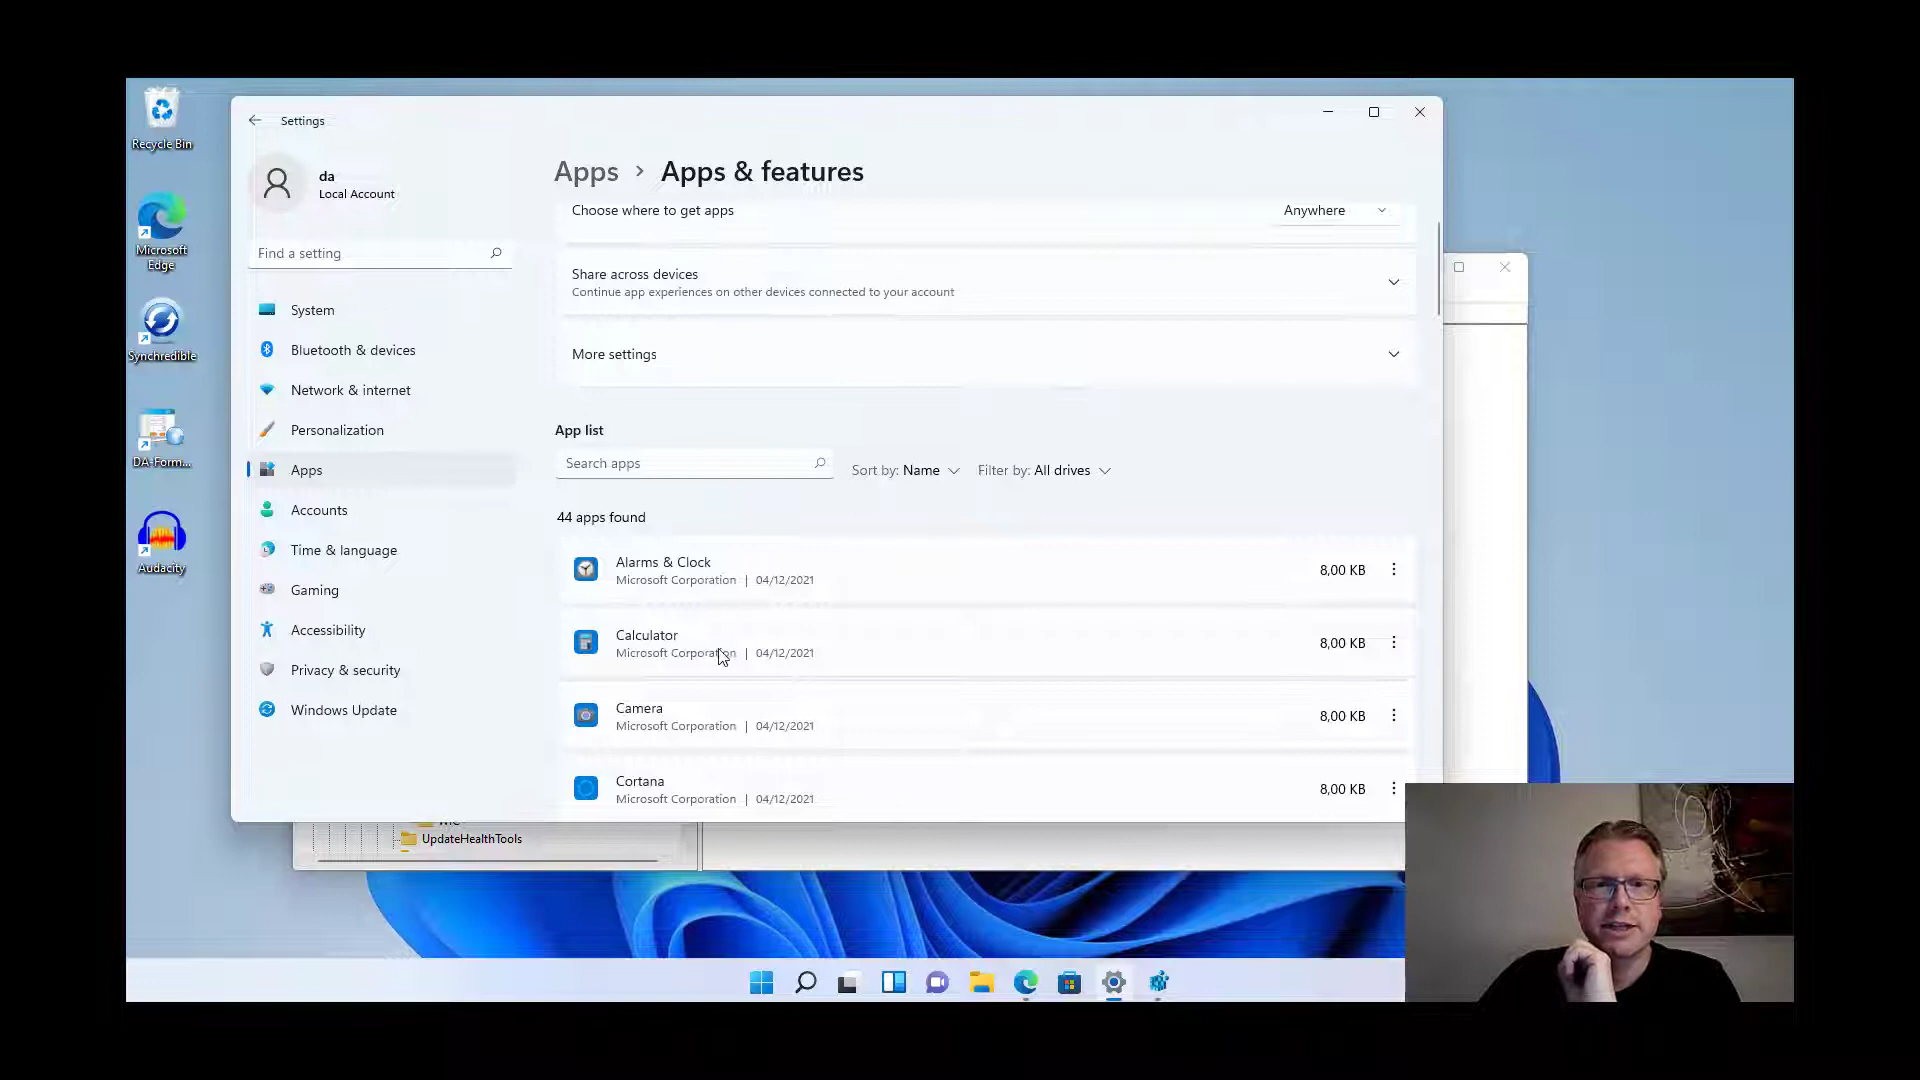 Recycle Bin
Microsoft
Edge
Synchredible
DA-Form...
Audacity
Settings
da
Local Account
Find a setting
System
Bluetooth & devices
Network & internet
Personalization
Apps
Accounts
Time & language
Gaming
Accessibility
Privacy & security
Windows Update
Apps > Apps & features
Choose where to get apps
Anywhere
Share across devices
Continue app experiences on other devices connected to your account
More settings
App list
Search apps
Sort by: Name
Filter by: All drives
44 apps found
Alarms & Clock
Microsoft Corporation | 04/12/2021
8,00 KB
Calculator
Microsoft Corporation | 04/12/2021
8,00 KB
Camera
Microsoft Corporation | 04/12/2021
8,00 KB
Cortana
Microsoft Corporation | 04/12/2021
8,00 KB
UpdateHealthTools